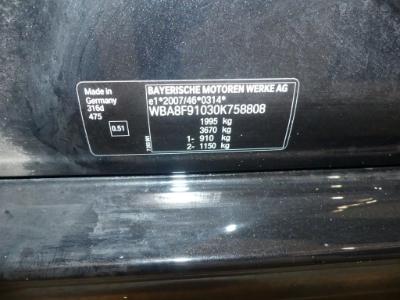 Made in
Germany
316d
475
0.51
BAYERISCHE MOTOREN WERKE AG
e1*2007/46*0314*
WBA8F91030K758808
1995 kg
3670 kg
1- 910 kg
2- 1150 kg